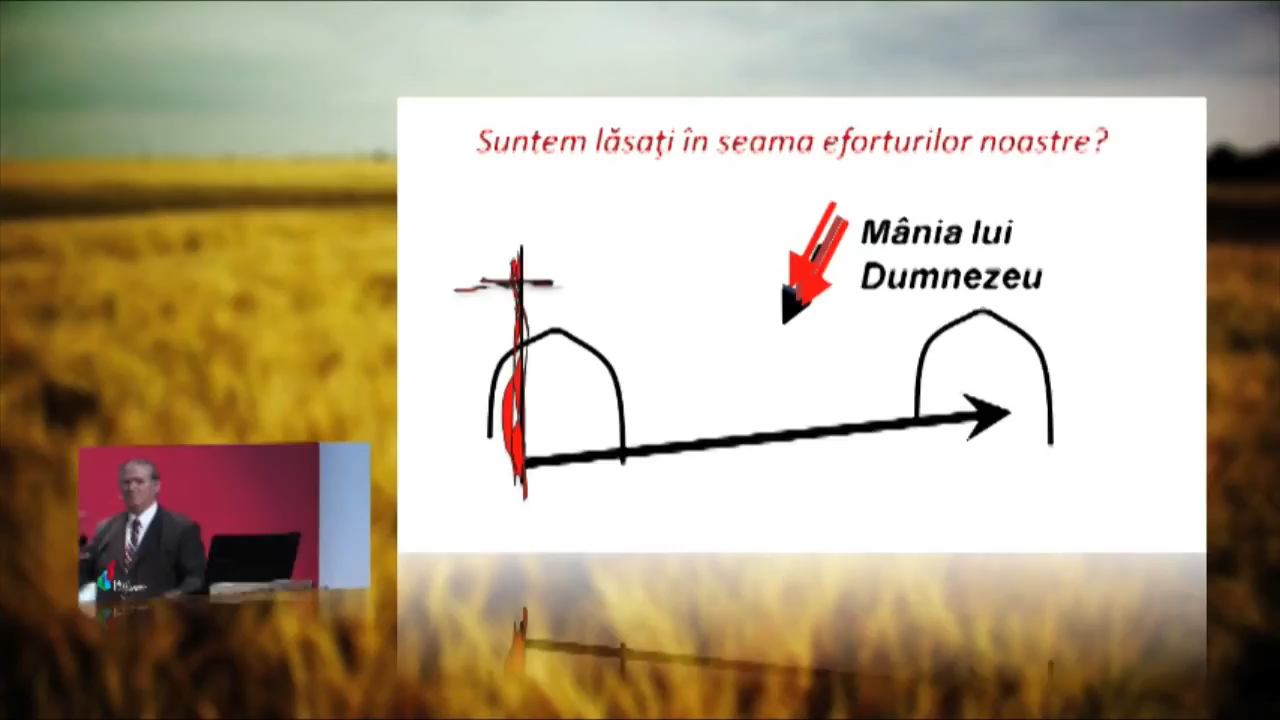 Suntem lăsaţi în seama eforturilor noastre?
Mânia lui
Dumnezeu